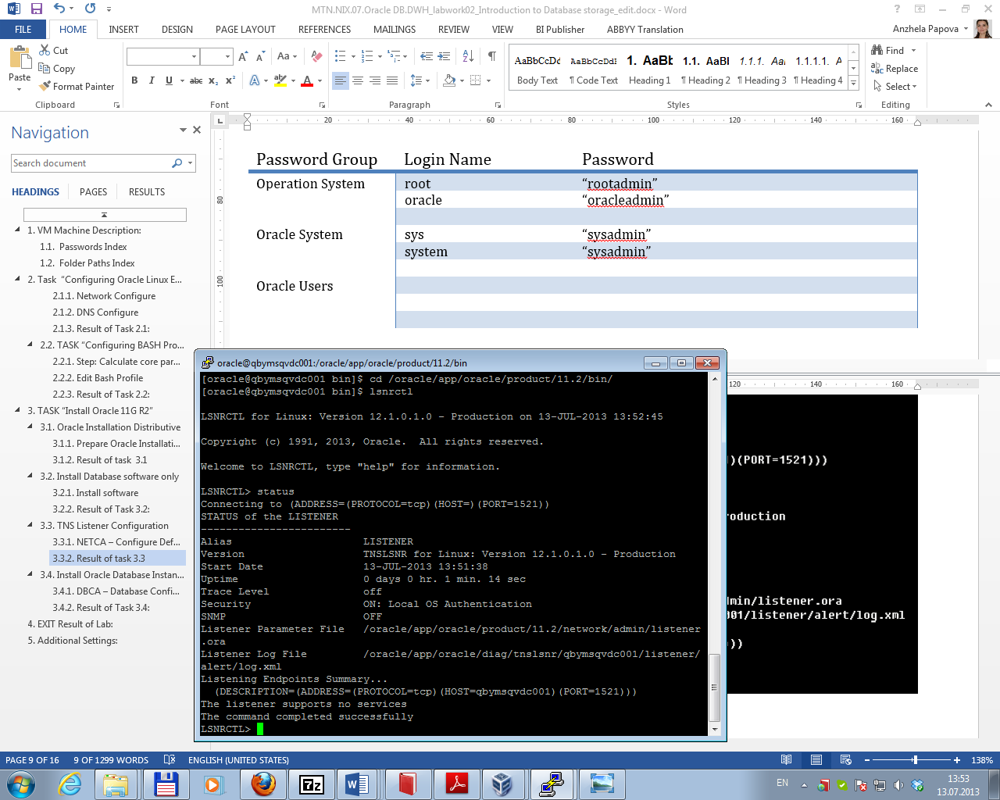 MTN.NIX.07.Oracle DB.DWH_labwork02_Introduction to Database storage_edit.docx - Word
FILE HOME INSERT DESIGN PAGE LAYOUT REFERENCES MAILINGS REVIEW VIEW BI Publisher ABBYY Translation
Anzhela Papova
Paste
Cut
Copy
Format Painter
Clipboard
Aa
B I U abc x₂ x²
Font
Paragraph
AaBbCcDd AaBbCcDdE 1. AaBb 1.1. AaBb 1.1.1. Aa 1.1.1.1. A
Body Text ¶ Code Text Heading 1 ¶ Heading 2 ¶ Heading 3 ¶ Heading 4
Styles
Find
Replace
Select
Editing
Navigation
Search document
HEADINGS PAGES RESULTS
1. VM Machine Description:
1.1. Passwords Index
1.2. Folder Paths Index
2. Task “Configuring Oracle Linux E...
2.1.1. Network Configure
2.1.2. DNS Configure
2.1.3. Result of Task 2.1:
2.2. TASK “Configuring BASH Pro...
2.2.1. Step: Calculate core par...
2.2.2. Edit Bash Profile
2.2.3. Result of Task 2.2:
3. TASK “Install Oracle 11G R2”
3.1. Oracle Installation Distributive
3.1.1. Prepare Oracle Installati...
3.1.2. Result of task 3.1
3.2. Install Database software only
3.2.1. Install software
3.2.2. Result of Task 3.2:
3.3. TNS Listener Configuration
3.3.1. NETCA – Configure Def...
3.3.2. Result of task 3.3
3.4. Install Oracle Database Instan...
3.4.1. DBCA – Database Confi...
3.4.2. Result of Task 3.4:
4. EXIT Result of Lab:
5. Additional Settings:
20 40 60 80 100 120 140 160
80
100
Password Group Login Name Password
Operation System root “rootadmin”
oracle “oracleadmin”
Oracle System sys “sysadmin”
system “sysadmin”
Oracle Users
120 140 160
)(PORT=1521)))
roduction
dmin/listener.ora
001/listener/alert/log.xml
))
oracle@qbymsqvdc001:/oracle/app/oracle/product/11.2/bin
[oracle@qbymsqvdc001 bin]$ cd /oracle/app/oracle/product/11.2/bin/
[oracle@qbymsqvdc001 bin]$ lsnrctl
LSNRCTL for Linux: Version 12.1.0.1.0 - Production on 13-JUL-2013 13:52:45
Copyright (c) 1991, 2013, Oracle.  All rights reserved.
Welcome to LSNRCTL, type "help" for information.
LSNRCTL> status
Connecting to (ADDRESS=(PROTOCOL=tcp)(HOST=)(PORT=1521))
STATUS of the LISTENER
------------------------
Alias LISTENER
Version TNSLSNR for Linux: Version 12.1.0.1.0 - Production
Start Date 13-JUL-2013 13:51:38
Uptime 0 days 0 hr. 1 min. 14 sec
Trace Level off
Security ON: Local OS Authentication
SNMP OFF
Listener Parameter File /oracle/app/oracle/product/11.2/network/admin/listener
.ora
Listener Log File /oracle/app/oracle/diag/tnslsnr/qbymsqvdc001/listener/
alert/log.xml
Listening Endpoints Summary...
(DESCRIPTION=(ADDRESS=(PROTOCOL=tcp)(HOST=qbymsqvdc001)(PORT=1521)))
The listener supports no services
The command completed successfully
LSNRCTL>
PAGE 9 OF 16 9 OF 1299 WORDS ENGLISH (UNITED STATES) 138%
7z
EN
13:53
13.07.2013